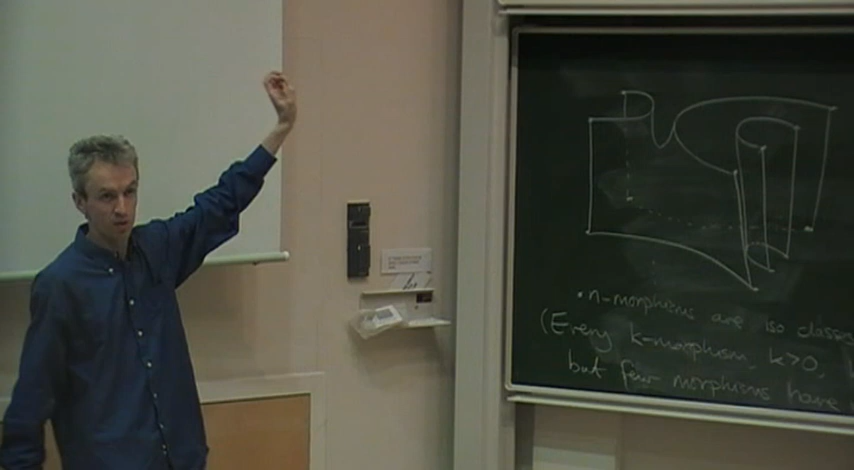 • n-morphisms are iso classes
(Every k-morphism, k>0,
but few morphisms have